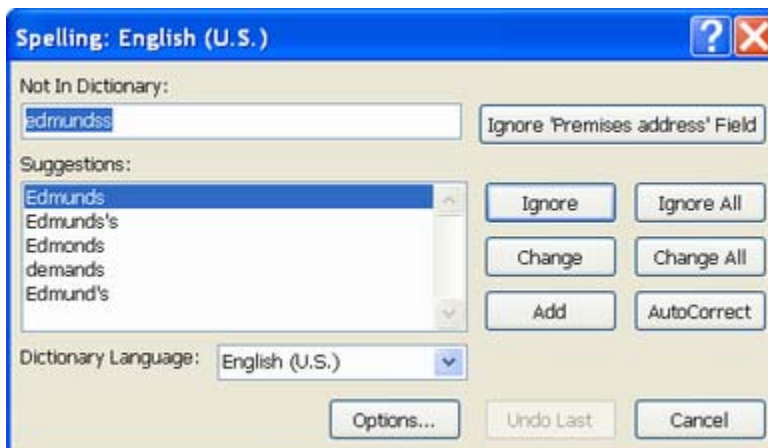 Spelling: English (U.S.)
Not In Dictionary:
edmundss
Ignore 'Premises address' Field
Suggestions:
Edmunds
Edmunds's
Edmonds
demands
Edmund's
Ignore
Ignore All
Change
Change All
Add
AutoCorrect
Dictionary Language:
English (U.S.)
Options...
Undo Last
Cancel